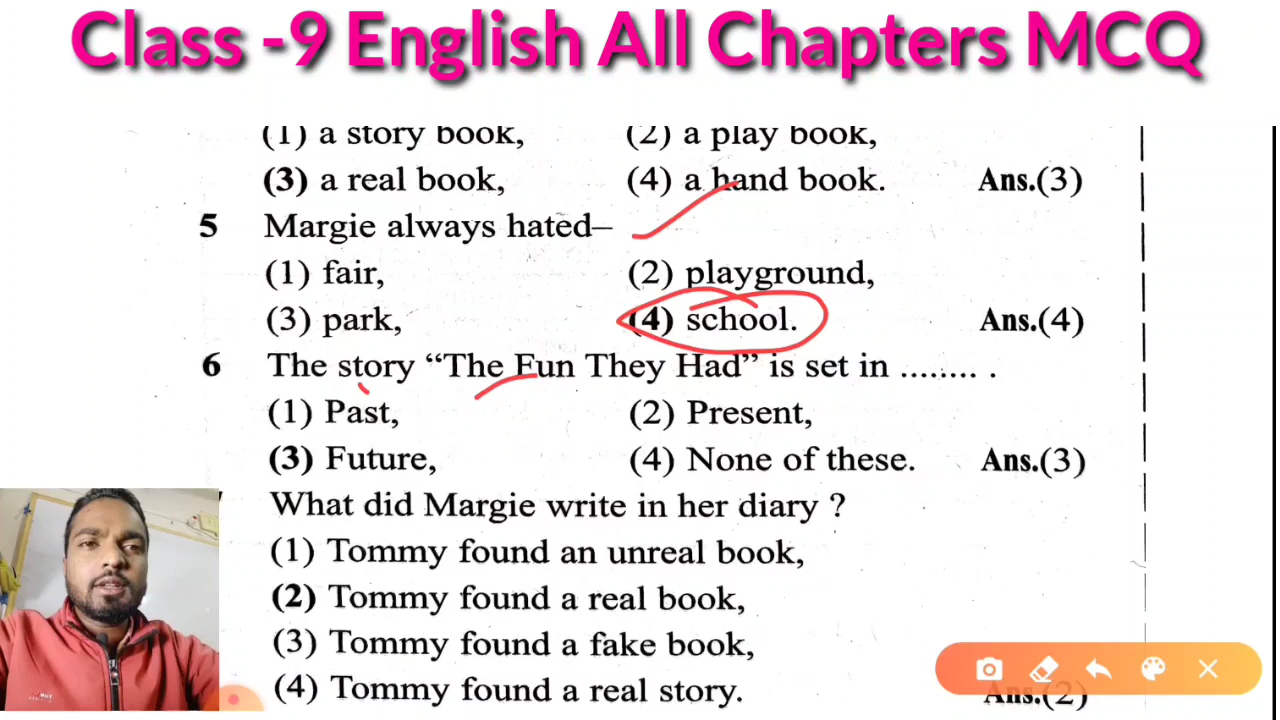 Class -9 English All Chapters MCQ
(1) a story book, (2) a play book,
(3) a real book, (4) a hand book. Ans.(3)
5 Margie always hated–
(1) fair, (2) playground,
(3) park, (4) school. Ans.(4)
6 The story “The Fun They Had” is set in ........ .
(1) Past, (2) Present,
(3) Future, (4) None of these. Ans.(3)
What did Margie write in her diary ?
(1) Tommy found an unreal book,
(2) Tommy found a real book,
(3) Tommy found a fake book,
(4) Tommy found a real story. Ans.(2)